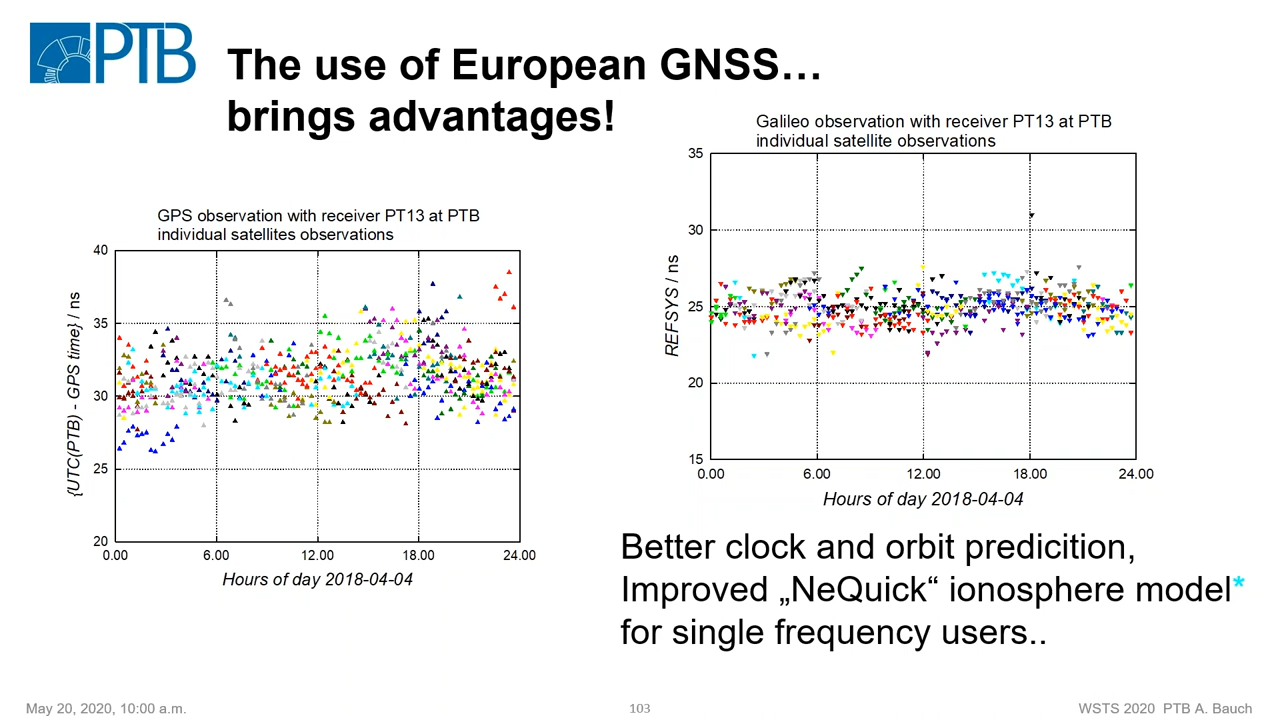 PTB
The use of European GNSS…
brings advantages!
GPS observation with receiver PT13 at PTB
individual satellites observations
40
35
30
25
20
{UTC(PTB) - GPS time} / ns
0.00 6.00 12.00 18.00 24.00
Hours of day 2018-04-04
Galileo observation with receiver PT13 at PTB
individual satellite observations
35
30
25
20
15
REFSYS / ns
0.00 6.00 12.00 18.00 24.00
Hours of day 2018-04-04
Better clock and orbit predicition,
Improved „NeQuick“ ionosphere model*
for single frequency users..
May 20, 2020, 10:00 a.m. 103 WSTS 2020 PTB A. Bauch